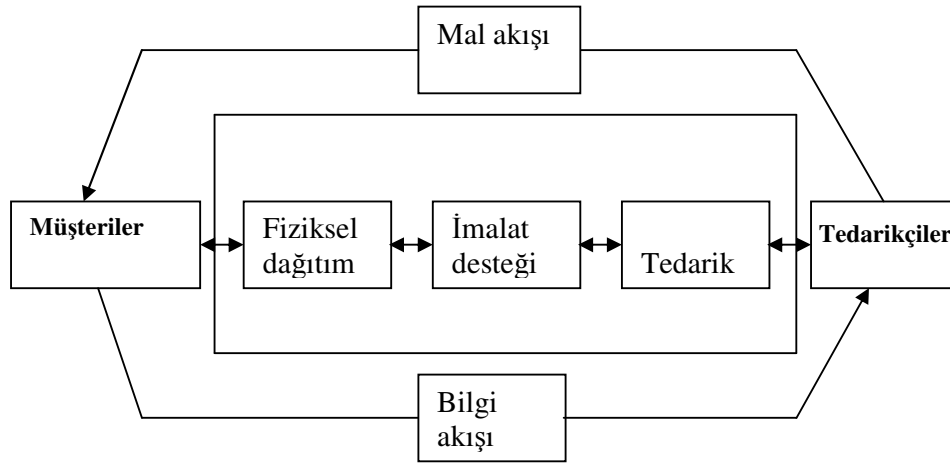 Mal akışı
Müşteriler
Fiziksel
dağıtım
İmalat
desteği
Tedarik
Tedarikçiler
Bilgi
akışı